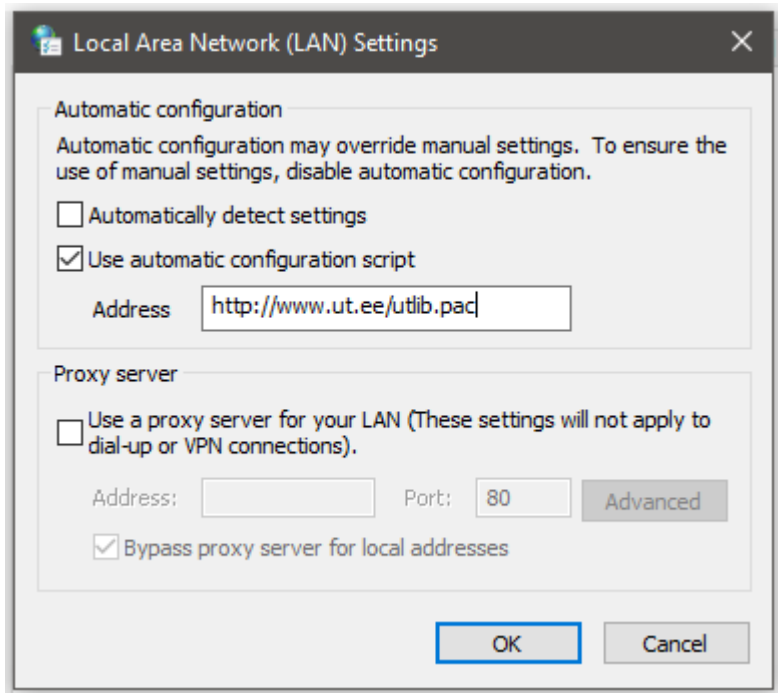 Local Area Network (LAN) Settings
Automatic configuration
Automatic configuration may override manual settings. To ensure the
use of manual settings, disable automatic configuration.
Automatically detect settings
Use automatic configuration script
Address http://www.ut.ee/utlib.pac
Proxy server
Use a proxy server for your LAN (These settings will not apply to
dial-up or VPN connections).
Address: Port: 80 Advanced
Bypass proxy server for local addresses
OK Cancel